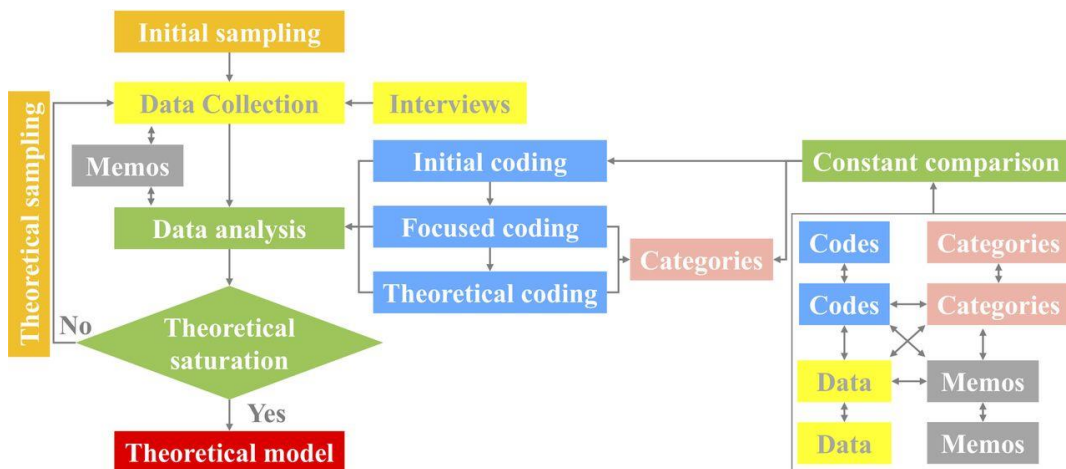 Initial sampling
Data Collection
Interviews
Theoretical sampling
Memos
Initial coding
Constant comparison
Data analysis
Focused coding
Categories
Theoretical coding
Theoretical
saturation
No
Yes
Theoretical model
Codes
Categories
Codes
Categories
Data
Memos
Data
Memos